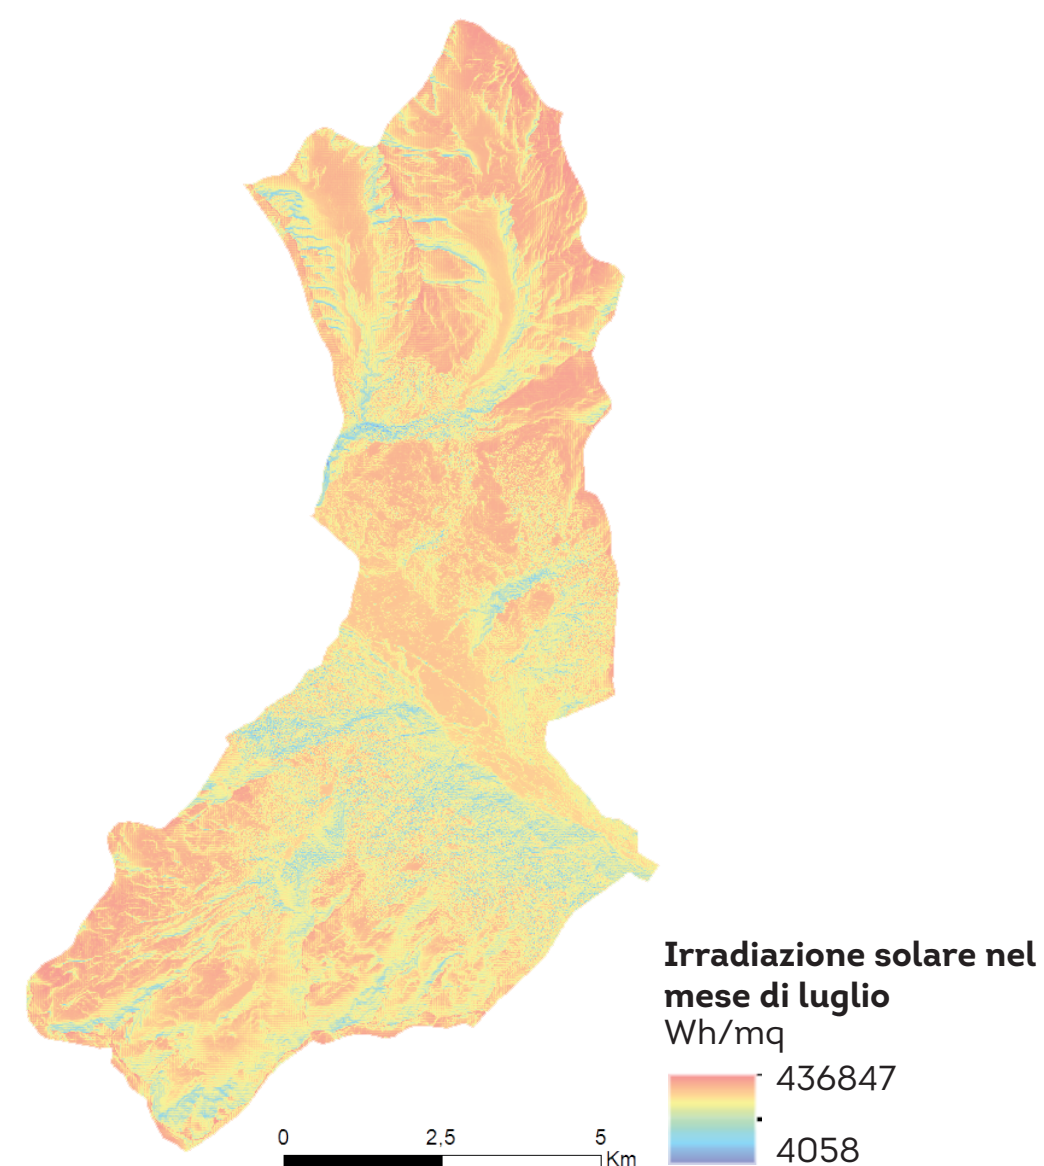 Irradiazione solare nel
mese di luglio
Wh/mq
436847
4058
0 2,5 5
Km